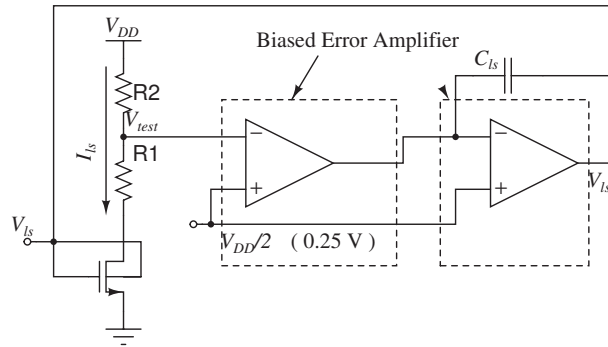 V_DD
Biased Error Amplifier
C_ls
R2
V_test
I_ls
R1
−
+
−
+
V_ls
V_ls
V_DD/2 ( 0.25 V )